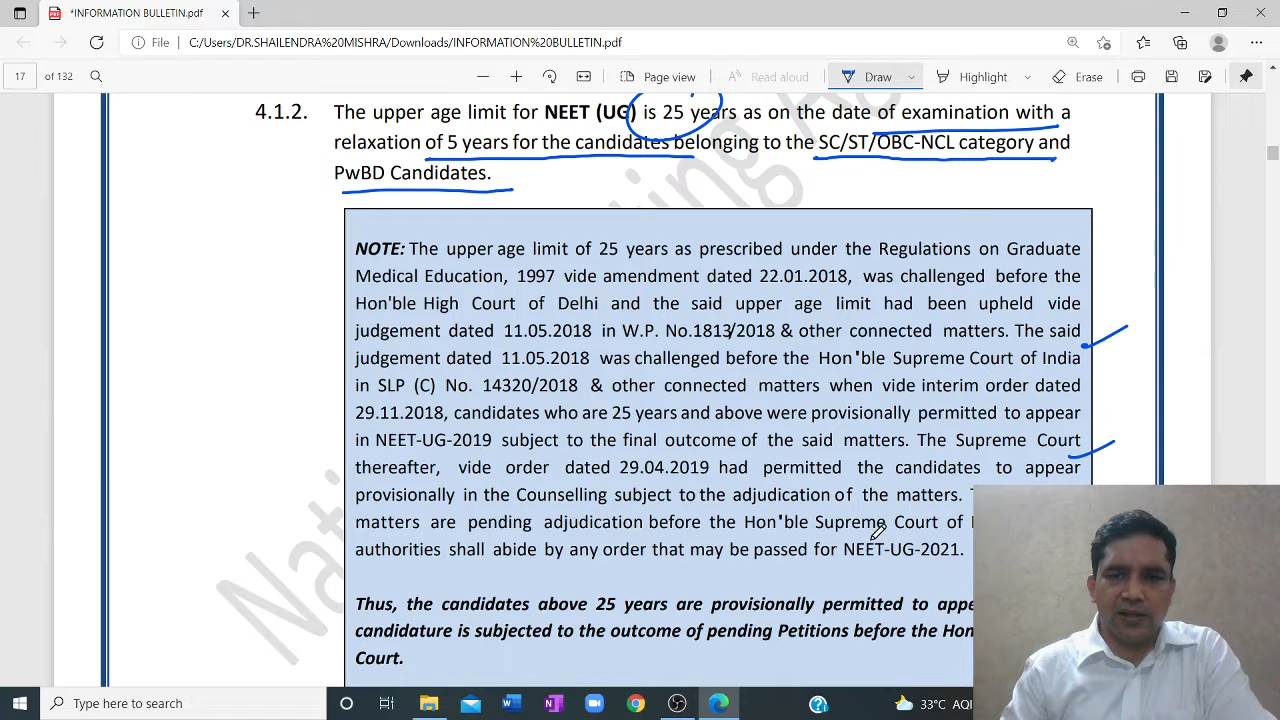 *INFORMATION BULLETIN.pdf
File C:/Users/DR.SHAILENDRA%20MISHRA/Downloads/INFORMATION%20BULLETIN.pdf
17 of 132 Page view Read aloud Draw Highlight Erase
4.1.2. The upper age limit for NEET (UG) is 25 years as on the date of examination with a
relaxation of 5 years for the candidates belonging to the SC/ST/OBC-NCL category and
PwBD Candidates.
NOTE: The upper age limit of 25 years as prescribed under the Regulations on Graduate
Medical Education, 1997 vide amendment dated 22.01.2018, was challenged before the
Hon'ble High Court of Delhi and the said upper age limit had been upheld vide
judgement dated 11.05.2018 in W.P. No.1813/2018 & other connected matters. The said
judgement dated 11.05.2018 was challenged before the Hon'ble Supreme Court of India
in SLP (C) No. 14320/2018 & other connected matters when vide interim order dated
29.11.2018, candidates who are 25 years and above were provisionally permitted to appear
in NEET-UG-2019 subject to the final outcome of the said matters. The Supreme Court
thereafter, vide order dated 29.04.2019 had permitted the candidates to appear
provisionally in the Counselling subject to the adjudication of the matters.
matters are pending adjudication before the Hon'ble Supreme Court of
authorities shall abide by any order that may be passed for NEET-UG-2021.
Thus, the candidates above 25 years are provisionally permitted to
candidature is subjected to the outcome of pending Petitions before the
Court.
Type here to search 33°C AQI